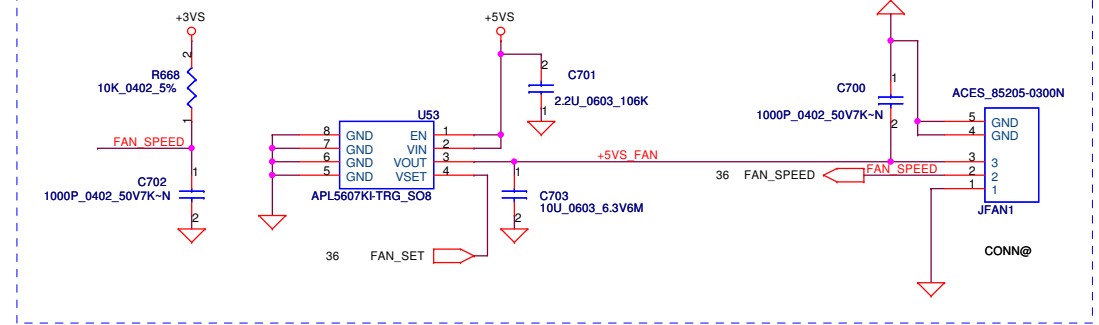 +3VS
+5VS
2
R668
10K_0402_5%
1
FAN_SPEED
1
C702
1000P_0402_50V7K~N
2
2
C701
2.2U_0603_106K
1
U53
8 GND EN 1
7 GND VIN 2
6 GND VOUT 3
5 GND VSET 4
APL5607KI-TRG_SO8
1
C703
10U_0603_6.3V6M
2
36 FAN_SET
+5VS_FAN
C700
1
1000P_0402_50V7K~N
2
ACES_85205-0300N
5 GND
4 GND
3 3
FAN_SPEED 2 2
1 1
36 FAN_SPEED
JFAN1
CONN@